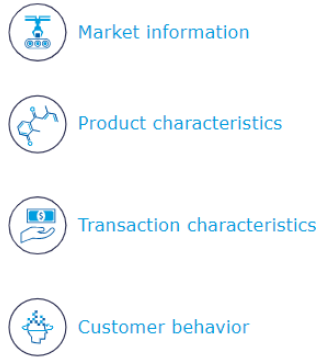 Market information
Product characteristics
$
Transaction characteristics
Customer behavior